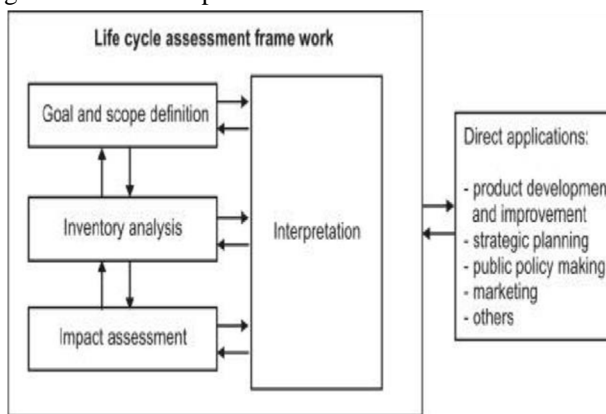 Life cycle assessment frame work
Goal and scope definition
Inventory analysis
Impact assessment
Interpretation
Direct applications:
- product developmen
and improvement
- strategic planning
- public policy making
- marketing
- others